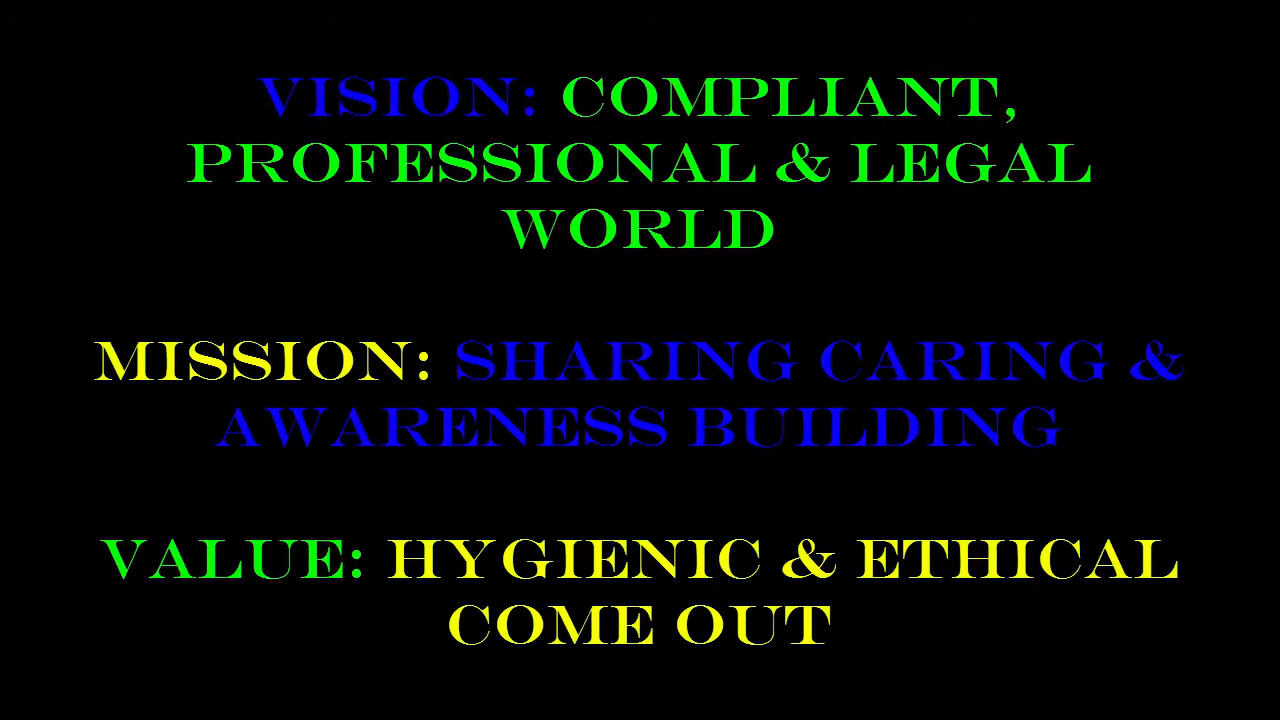 VISION: COMPLIANT,
PROFESSIONAL & LEGAL
WORLD
MISSION: SHARING CARING &
AWARENESS BUILDING
VALUE: HYGIENIC & ETHICAL
COME OUT